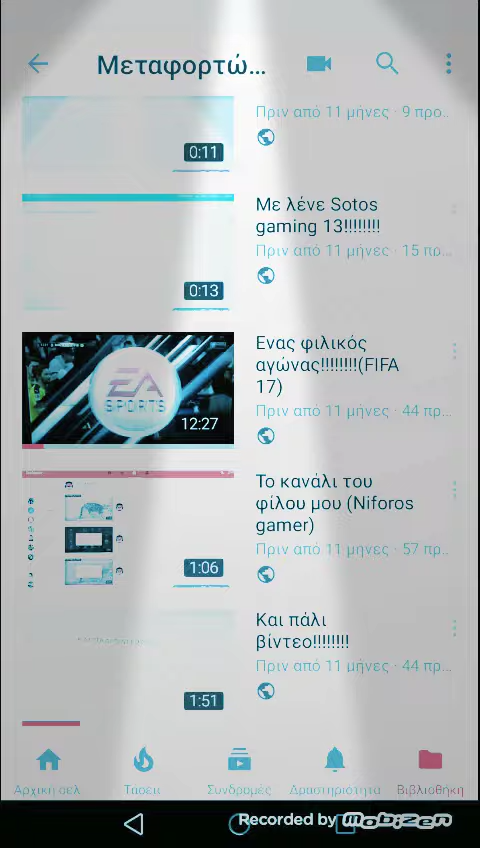 Μεταφορτώ...
Πριν από 11 μήνες · 9 προ...
0:11
Με λένε Sotos
gaming 13!!!!!!!!
Πριν από 11 μήνες · 15 πρ...
0:13
Ενας φιλικός
αγώνας!!!!!!!!(FIFA
17)
Πριν από 11 μήνες · 44 πρ...
EA
SPORTS
12:27
Το κανάλι του
φίλου μου (Niforos
gamer)
Πριν από 11 μήνες · 57 πρ...
1:06
Και πάλι
βίντεο!!!!!!!!
Πριν από 11 μήνες · 44 πρ...
1:51
Αρχική σελ
Τάσεις
Συνδρομές
Δραστηριότητα
Βιβλιοθήκη
Recorded by mobizen